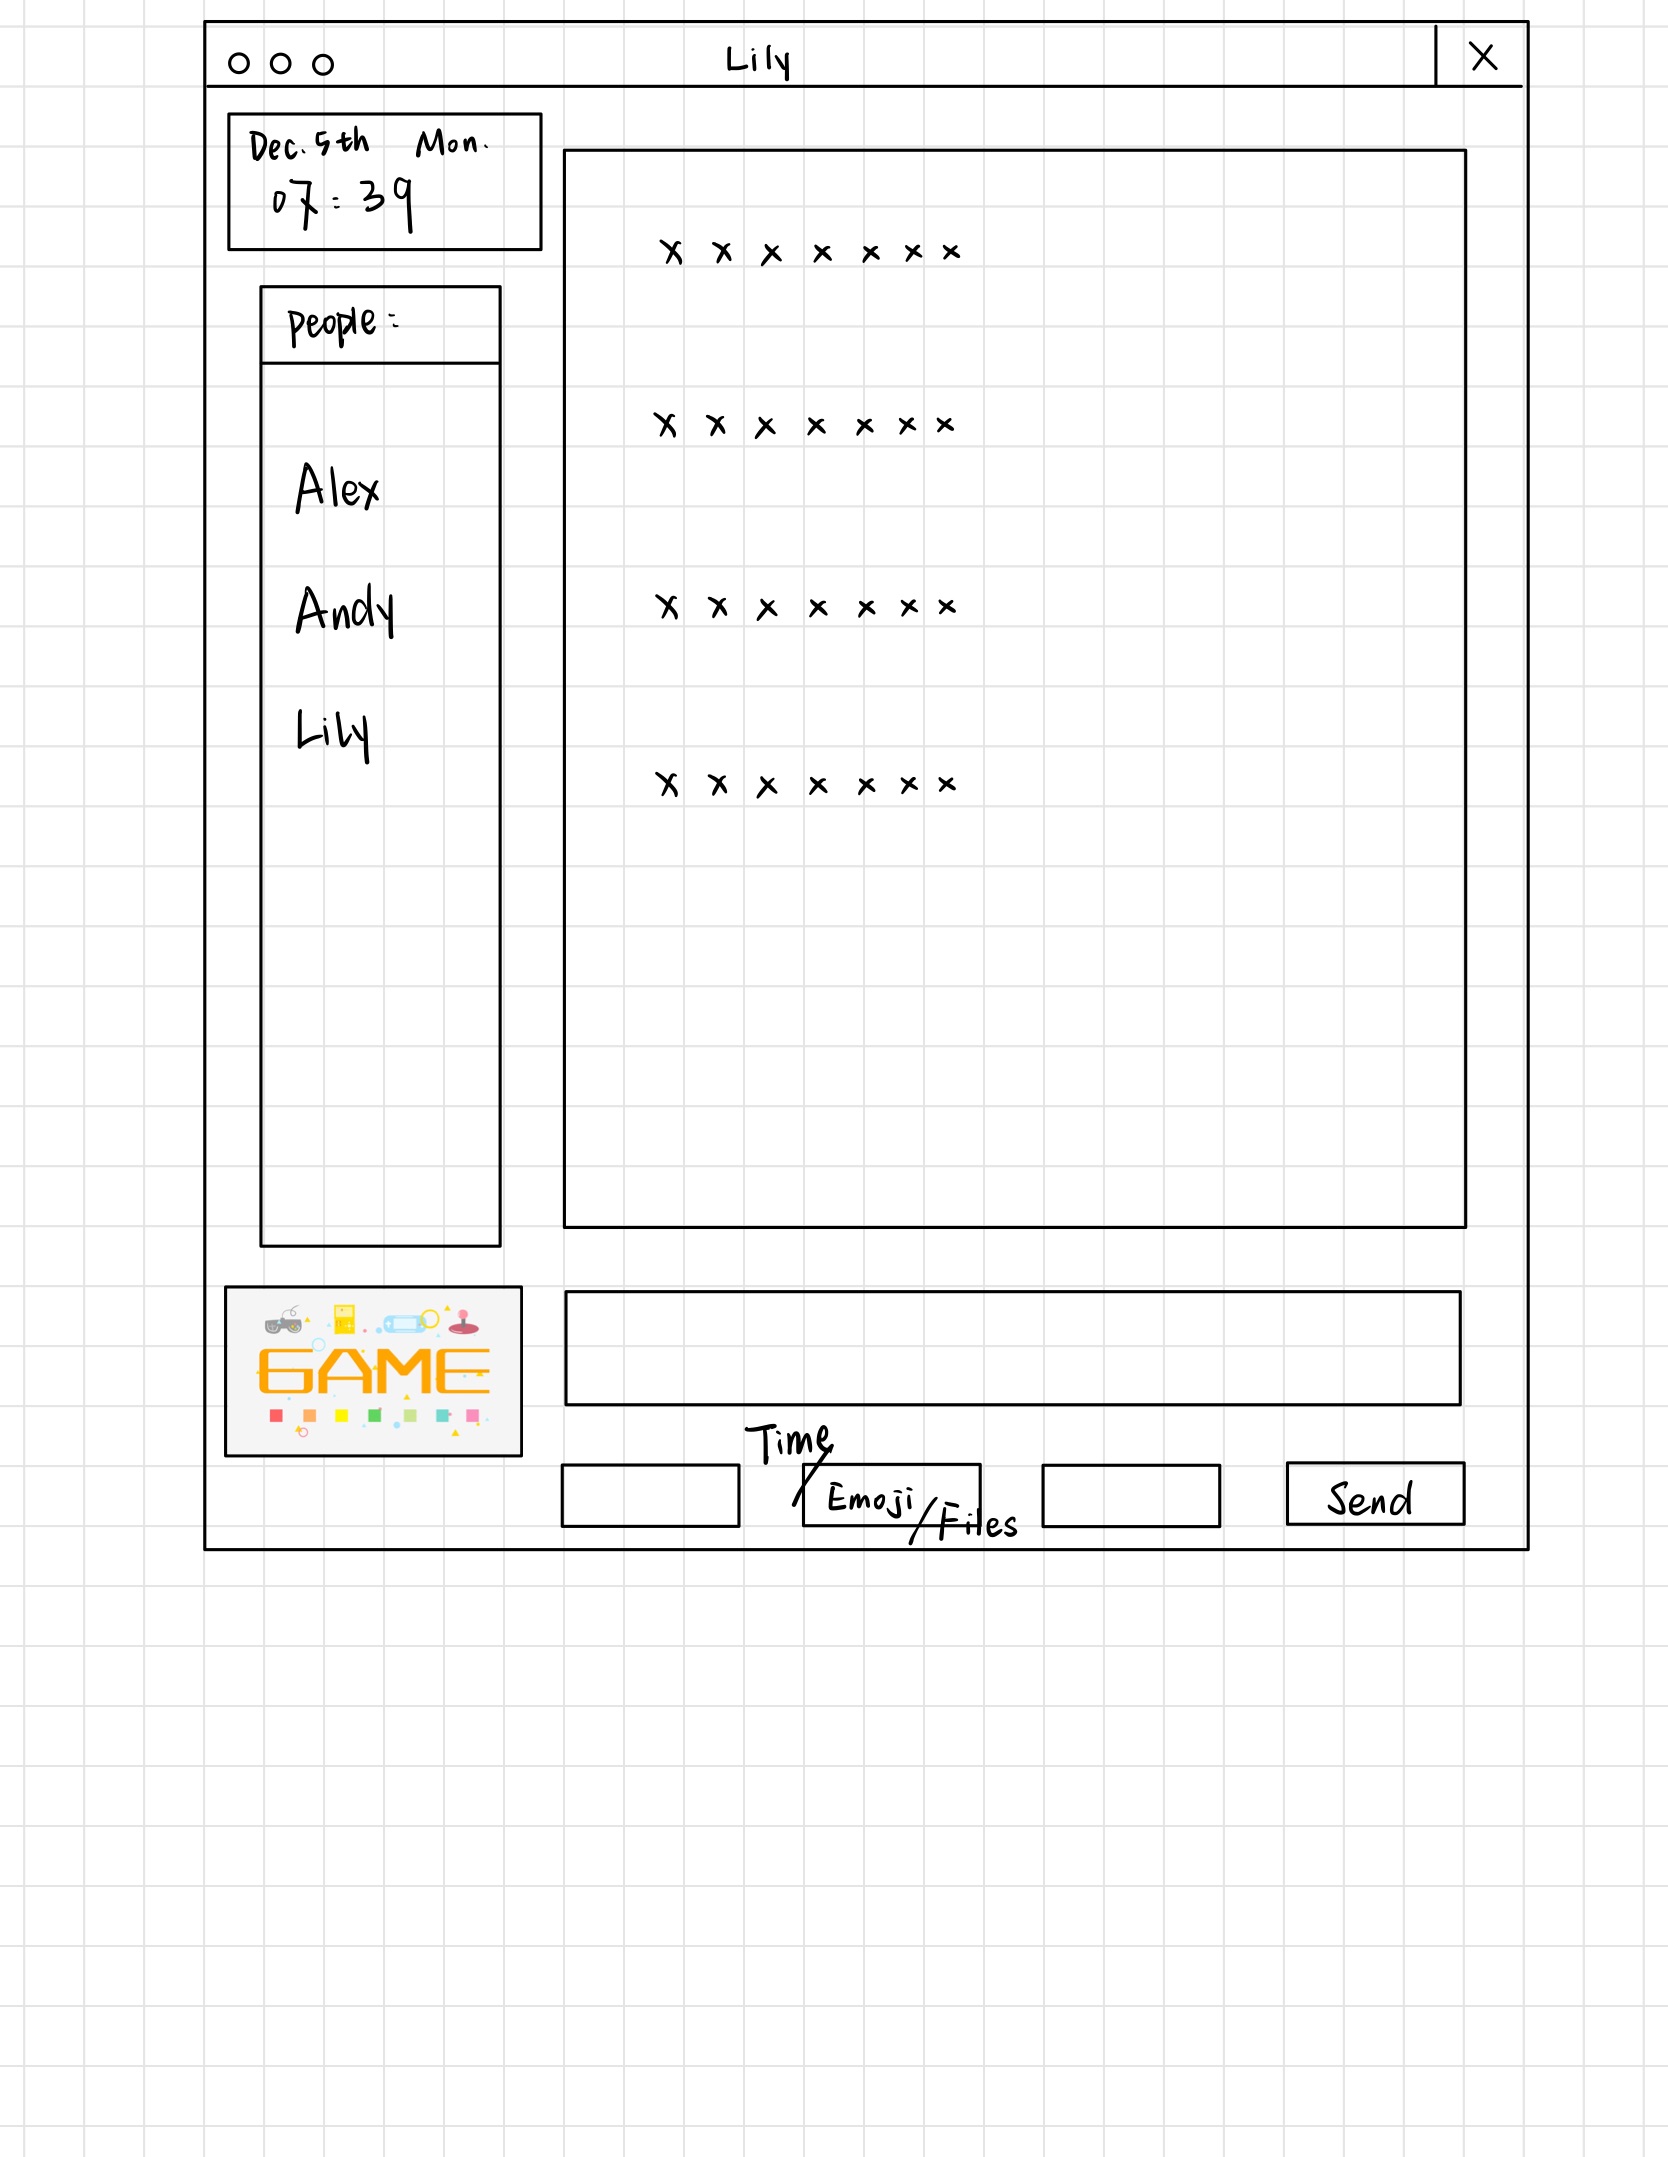 Lily X
Dec. 5th Mon.
07:39
people:
Alex
Andy
Lily
x x x x x x x
x x x x x x x
x x x x x x x
x x x x x x x
GAME
Time
/Emoji
/Files
Send